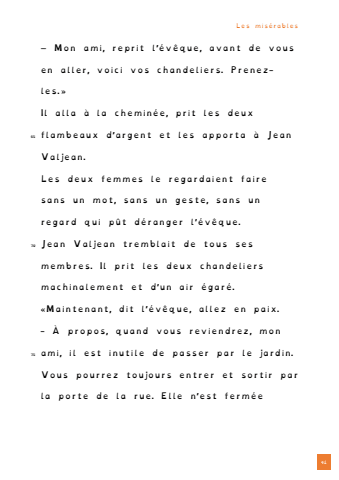 Les misérables
– Mon ami, reprit l'évêque, avant de vous
en aller, voici vos chandeliers. Prenez-
les.»
Il alla à la cheminée, prit les deux
65 flambeaux d'argent et les apporta à Jean
Valjean.
Les deux femmes le regardaient faire
sans un mot, sans un geste, sans un
regard qui pût déranger l'évêque.
70 Jean Valjean tremblait de tous ses
membres. Il prit les deux chandeliers
machinalement et d'un air égaré.
«Maintenant, dit l'évêque, allez en paix.
– À propos, quand vous reviendrez, mon
75 ami, il est inutile de passer par le jardin.
Vous pourrez toujours entrer et sortir par
la porte de la rue. Elle n'est fermée